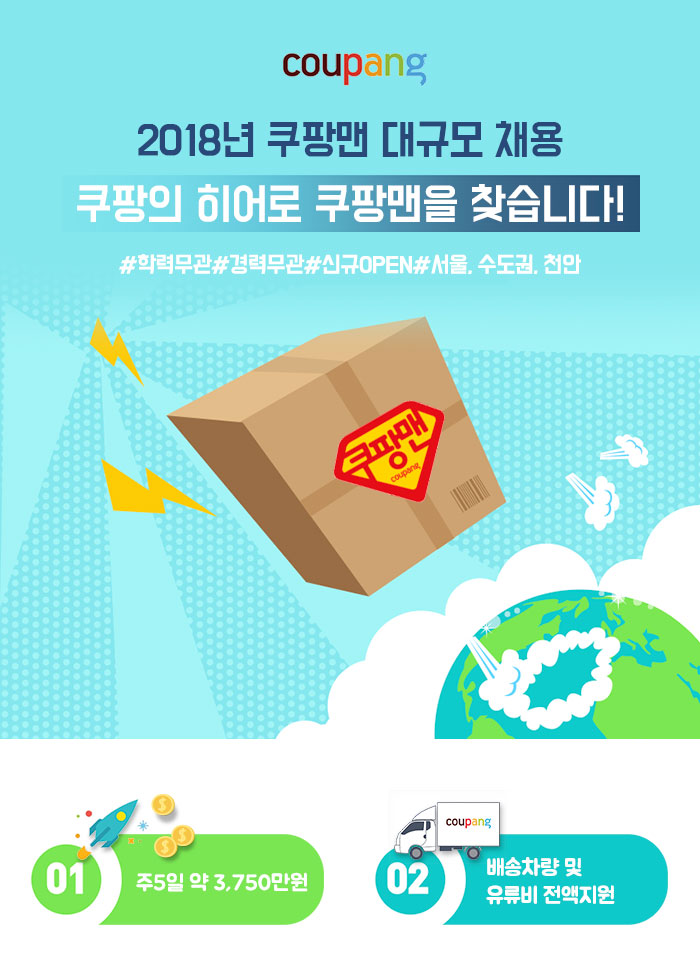 coupang
2018년 쿠팡맨 대규모 채용
쿠팡의 히어로 쿠팡맨을 찾습니다!
#학력무관#경력무관#신규OPEN#서울, 수도권, 천안
쿠팡맨
coupang
01
주5일 약 3,750만원
coupang
02
배송차량 및
유류비 전액지원